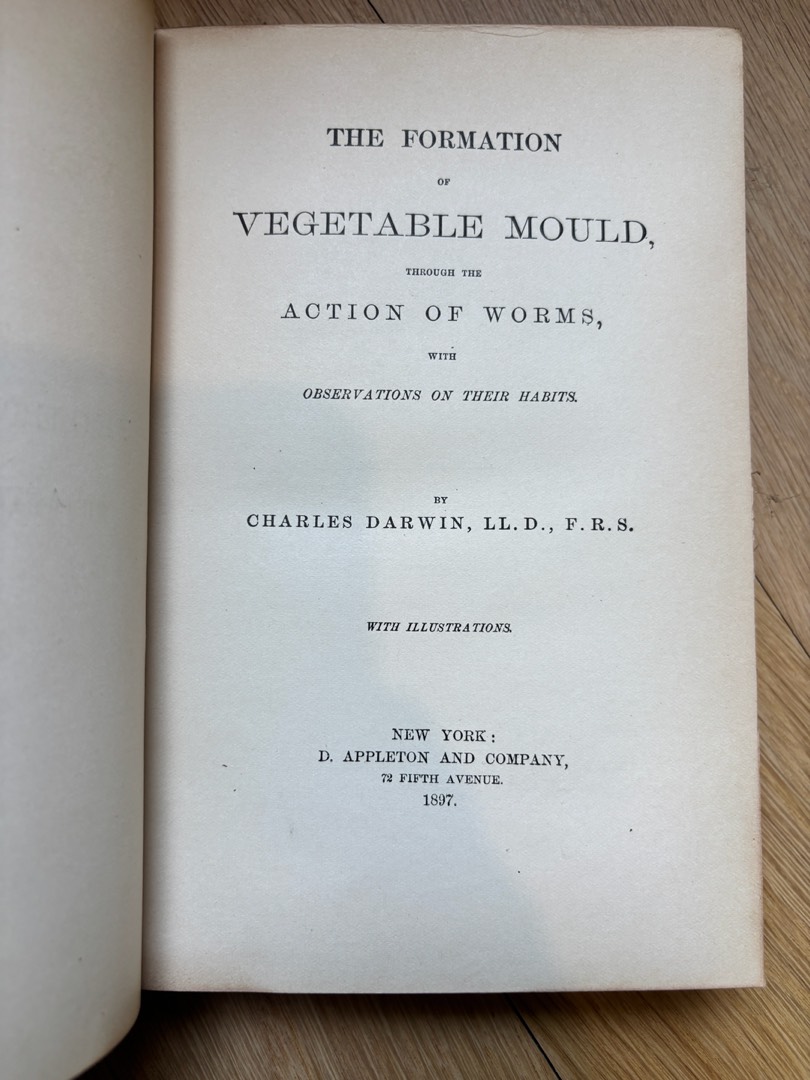 THE FORMATION
OF
VEGETABLE MOULD,
THROUGH THE
ACTION OF WORMS,
WITH
OBSERVATIONS ON THEIR HABITS.
BY
CHARLES DARWIN, LL.D., F.R.S.
WITH ILLUSTRATIONS.
NEW YORK:
D. APPLETON AND COMPANY,
72 FIFTH AVENUE.
1897.